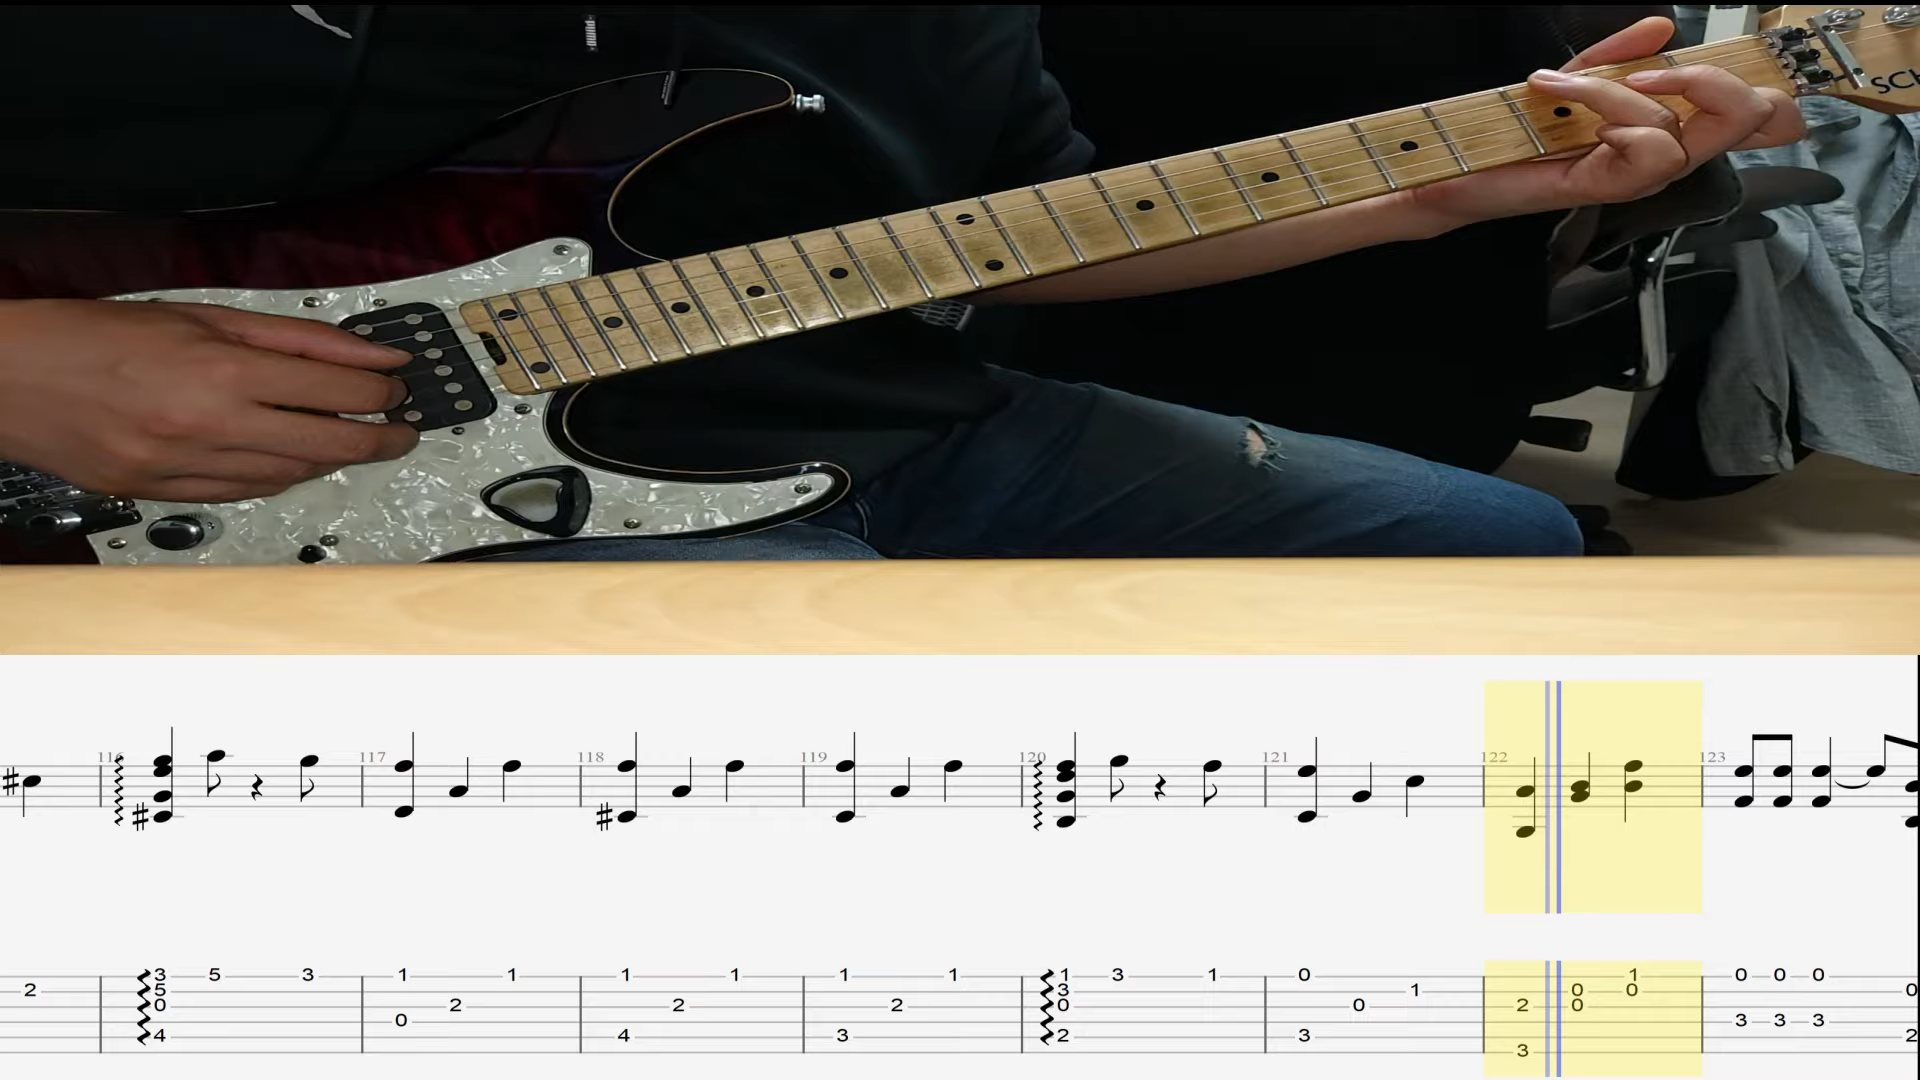 pump
SCH
116 117 118 119 120 121 122 123
3 5 3 1 1 1 1 1 1 1 3 1 0 1 0 0 0
2 5 3 1 0 0 0
0 2 2 2 0 0 2 0
0 3 3 3
4 4 3 2 3 2
3